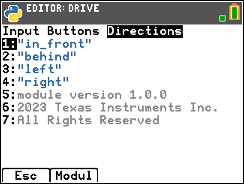 EDITOR: DRIVE
Input Buttons Directions
1:"in_front"
2:"behind"
3:"left"
4:"right"
5:module version 1.0.0
6:2023 Texas Instruments Inc.
7:All Rights Reserved
Esc Modul